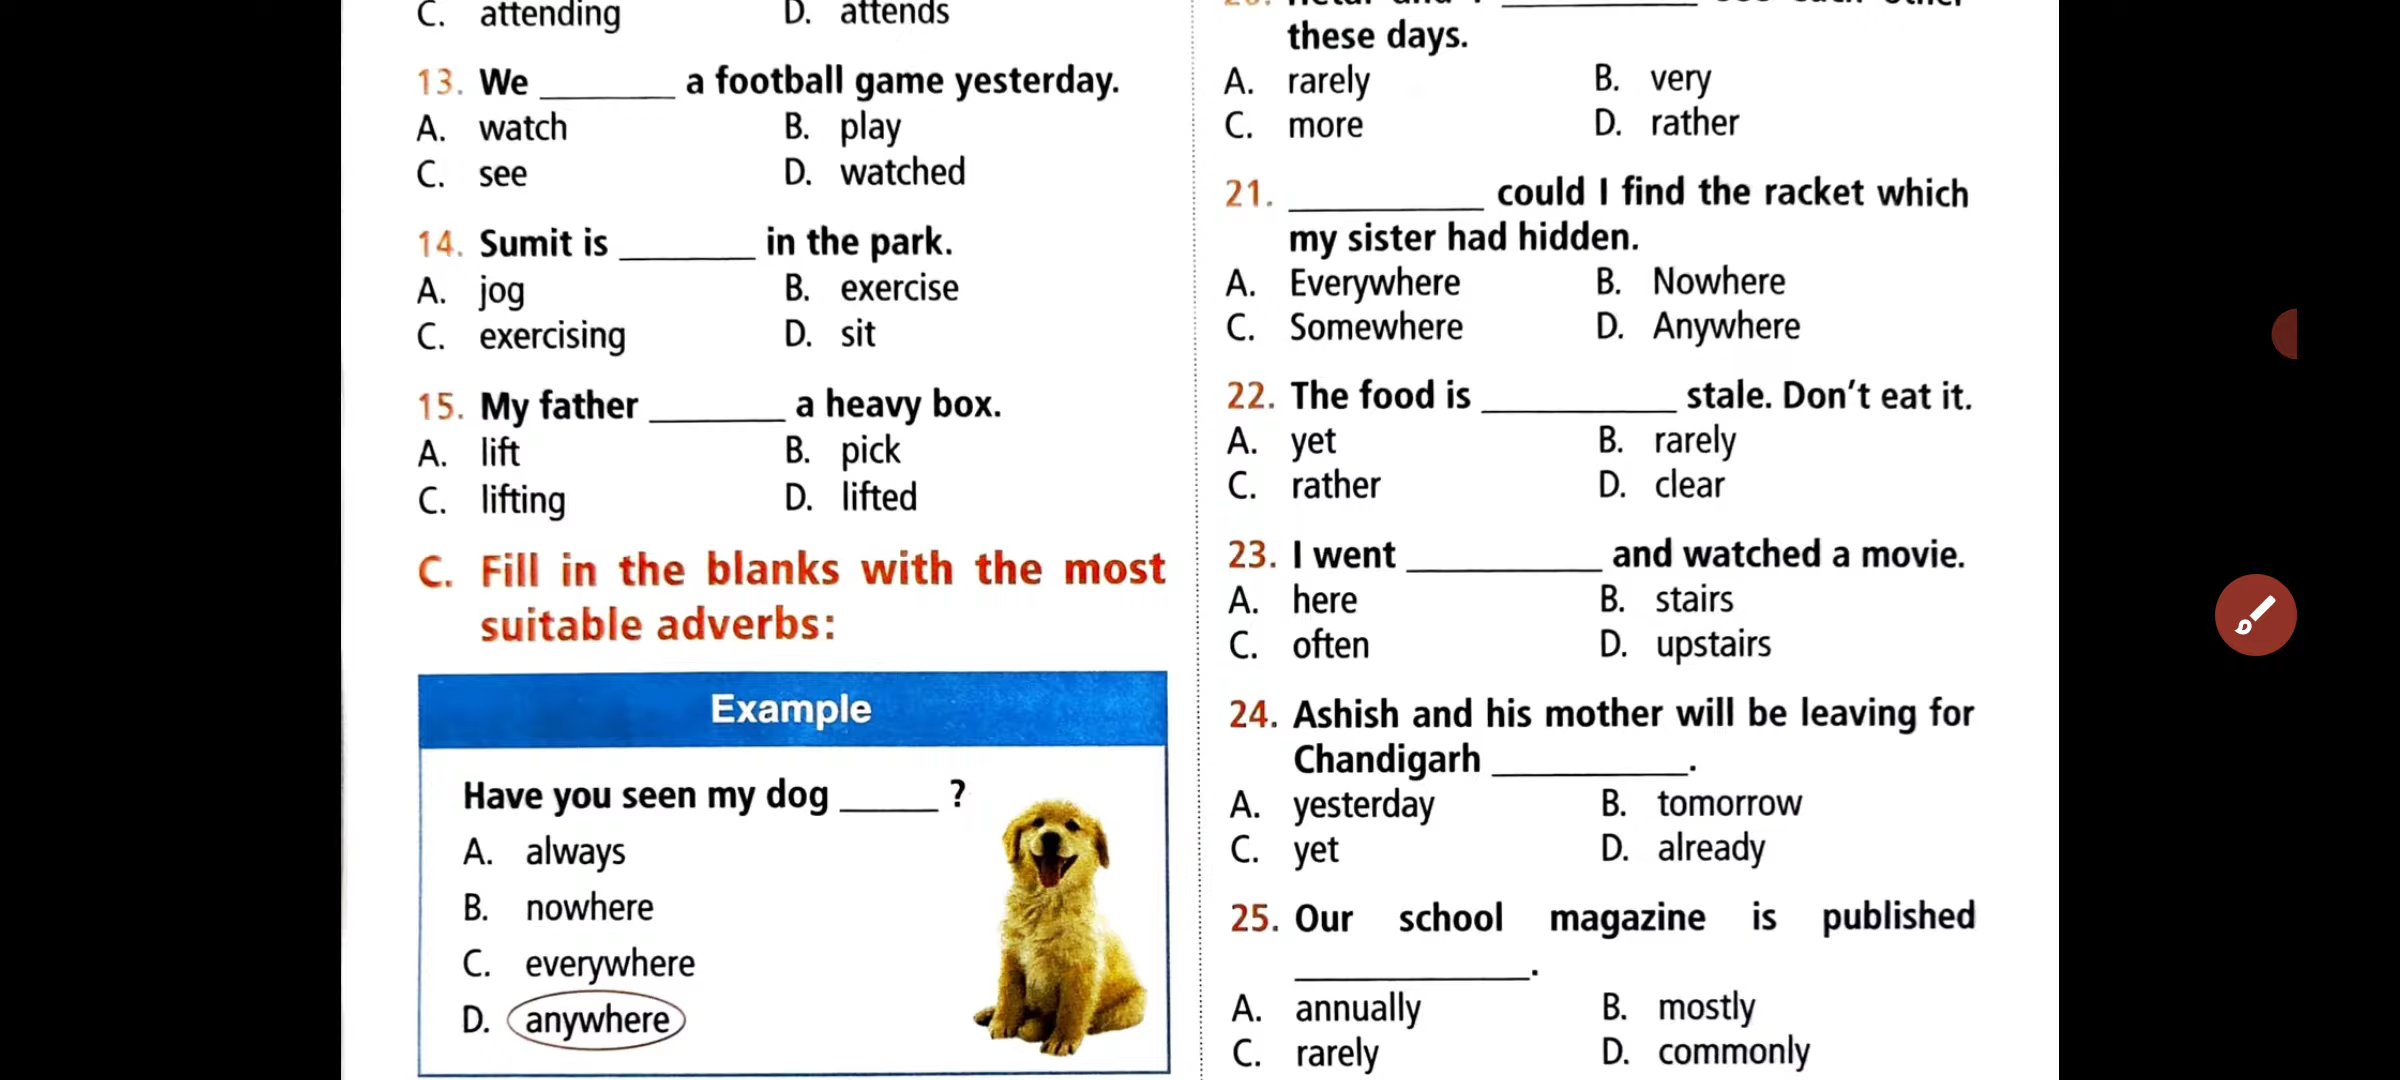 C. attending D. attends
13. We ________ a football game yesterday.
A. watch B. play
C. see D. watched
14. Sumit is ________ in the park.
A. jog B. exercise
C. exercising D. sit
15. My father ________ a heavy box.
A. lift B. pick
C. lifting D. lifted
C. Fill in the blanks with the most
suitable adverbs:
Example
Have you seen my dog ______ ?
A. always
B. nowhere
C. everywhere
D. anywhere
these days.
A. rarely B. very
C. more D. rather
21. ___________ could I find the racket which
my sister had hidden.
A. Everywhere B. Nowhere
C. Somewhere D. Anywhere
22. The food is ___________ stale. Don't eat it.
A. yet B. rarely
C. rather D. clear
23. I went ___________ and watched a movie.
A. here B. stairs
C. often D. upstairs
24. Ashish and his mother will be leaving for
Chandigarh ___________.
A. yesterday B. tomorrow
C. yet D. already
25. Our school magazine is published
_____________.
A. annually B. mostly
C. rarely D. commonly